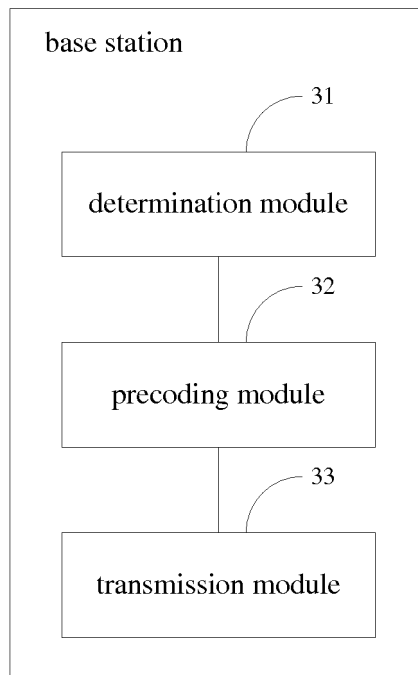 base station
31
determination module
32
precoding module
33
transmission module